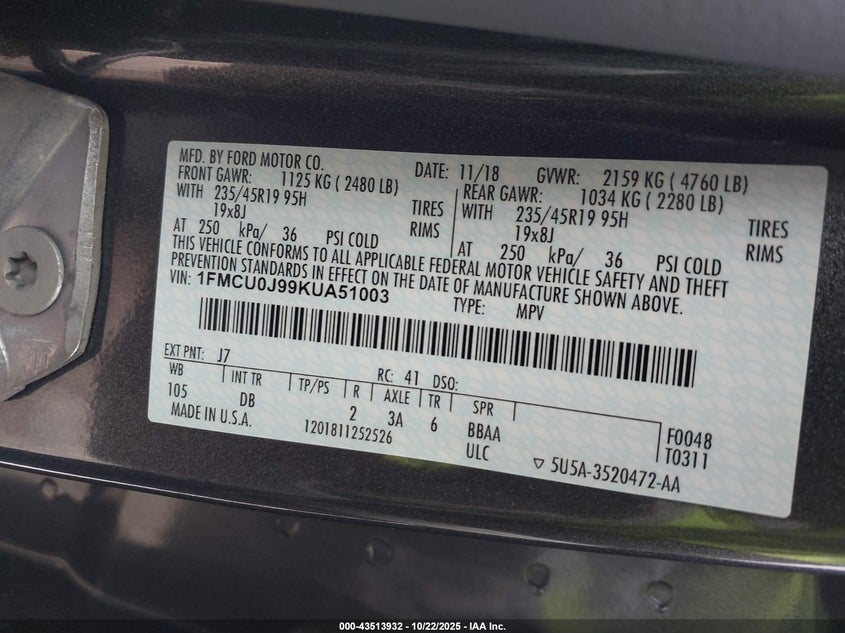 MFD. BY FORD MOTOR CO. DATE: 11/18 GVWR: 2159 KG ( 4760 LB)
FRONT GAWR: 1125 KG ( 2480 LB) REAR GAWR: 1034 KG ( 2280 LB)
WITH 235/45R19 95H TIRES WITH 235/45R19 95H TIRES
19x8J RIMS 19x8J RIMS
AT 250 kPa/ 36 PSI COLD AT 250 kPa/ 36 PSI COLD
THIS VEHICLE CONFORMS TO ALL APPLICABLE FEDERAL MOTOR VEHICLE SAFETY AND THEFT
PREVENTION STANDARDS IN EFFECT ON THE DATE OF MANUFACTURE SHOWN ABOVE.
VIN: 1FMCU0J99KUA51003 TYPE: MPV
EXT PNT: J7 RC: 41 DSO:
WB INT TR TP/PS R AXLE TR SPR
105 DB 2 3A 6 BBAA F0048
MADE IN U.S.A. 1201811252526 ULC T0311
▽ 5U5A-3520472-AA
000-43513932 - 10/22/2025 - IAA Inc.